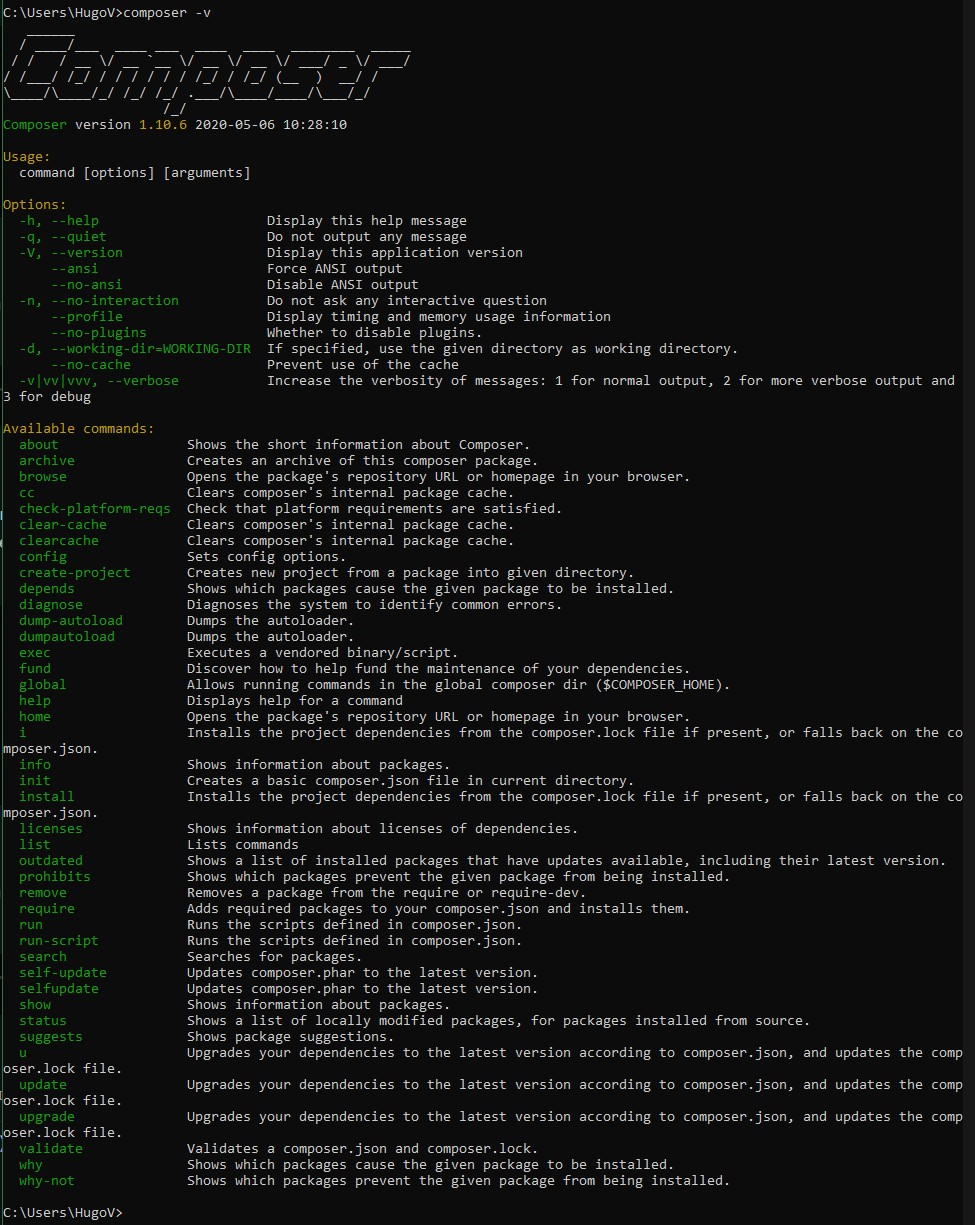 C:\Users\HugoV>composer -v
   ______
  / ____/___  ____ ___  ____  ____  ________  _____
 / /   / __ \/ __ `__ \/ __ \/ __ \/ ___/ _ \/ ___/
/ /___/ /_/ / / / / / / /_/ / /_/ (__  )  __/ /
\____/\____/_/ /_/ /_/ .___/\____/____/\___/_/
                    /_/
Composer version 1.10.6 2020-05-06 10:28:10

Usage:
  command [options] [arguments]

Options:
  -h, --help                     Display this help message
  -q, --quiet                    Do not output any message
  -V, --version                  Display this application version
      --ansi                     Force ANSI output
      --no-ansi                  Disable ANSI output
  -n, --no-interaction           Do not ask any interactive question
      --profile                  Display timing and memory usage information
      --no-plugins               Whether to disable plugins.
  -d, --working-dir=WORKING-DIR  If specified, use the given directory as working directory.
      --no-cache                 Prevent use of the cache
  -v|vv|vvv, --verbose           Increase the verbosity of messages: 1 for normal output, 2 for more verbose output and
3 for debug

Available commands:
  about                Shows the short information about Composer.
  archive              Creates an archive of this composer package.
  browse               Opens the package's repository URL or homepage in your browser.
  cc                   Clears composer's internal package cache.
  check-platform-reqs  Check that platform requirements are satisfied.
  clear-cache          Clears composer's internal package cache.
  clearcache           Clears composer's internal package cache.
  config               Sets config options.
  create-project       Creates new project from a package into given directory.
  depends              Shows which packages cause the given package to be installed.
  diagnose             Diagnoses the system to identify common errors.
  dump-autoload        Dumps the autoloader.
  dumpautoload         Dumps the autoloader.
  exec                 Executes a vendored binary/script.
  fund                 Discover how to help fund the maintenance of your dependencies.
  global               Allows running commands in the global composer dir ($COMPOSER_HOME).
  help                 Displays help for a command
  home                 Opens the package's repository URL or homepage in your browser.
  i                    Installs the project dependencies from the composer.lock file if present, or falls back on the co
mposer.json.
  info                 Shows information about packages.
  init                 Creates a basic composer.json file in current directory.
  install              Installs the project dependencies from the composer.lock file if present, or falls back on the co
mposer.json.
  licenses             Shows information about licenses of dependencies.
  list                 Lists commands
  outdated             Shows a list of installed packages that have updates available, including their latest version.
  prohibits            Shows which packages prevent the given package from being installed.
  remove               Removes a package from the require or require-dev.
  require              Adds required packages to your composer.json and installs them.
  run                  Runs the scripts defined in composer.json.
  run-script           Runs the scripts defined in composer.json.
  search               Searches for packages.
  self-update          Updates composer.phar to the latest version.
  selfupdate           Updates composer.phar to the latest version.
  show                 Shows information about packages.
  status               Shows a list of locally modified packages, for packages installed from source.
  suggests             Shows package suggestions.
  u                    Upgrades your dependencies to the latest version according to composer.json, and updates the comp
oser.lock file.
  update               Upgrades your dependencies to the latest version according to composer.json, and updates the comp
oser.lock file.
  upgrade              Upgrades your dependencies to the latest version according to composer.json, and updates the comp
oser.lock file.
  validate             Validates a composer.json and composer.lock.
  why                  Shows which packages cause the given package to be installed.
  why-not              Shows which packages prevent the given package from being installed.

C:\Users\HugoV>